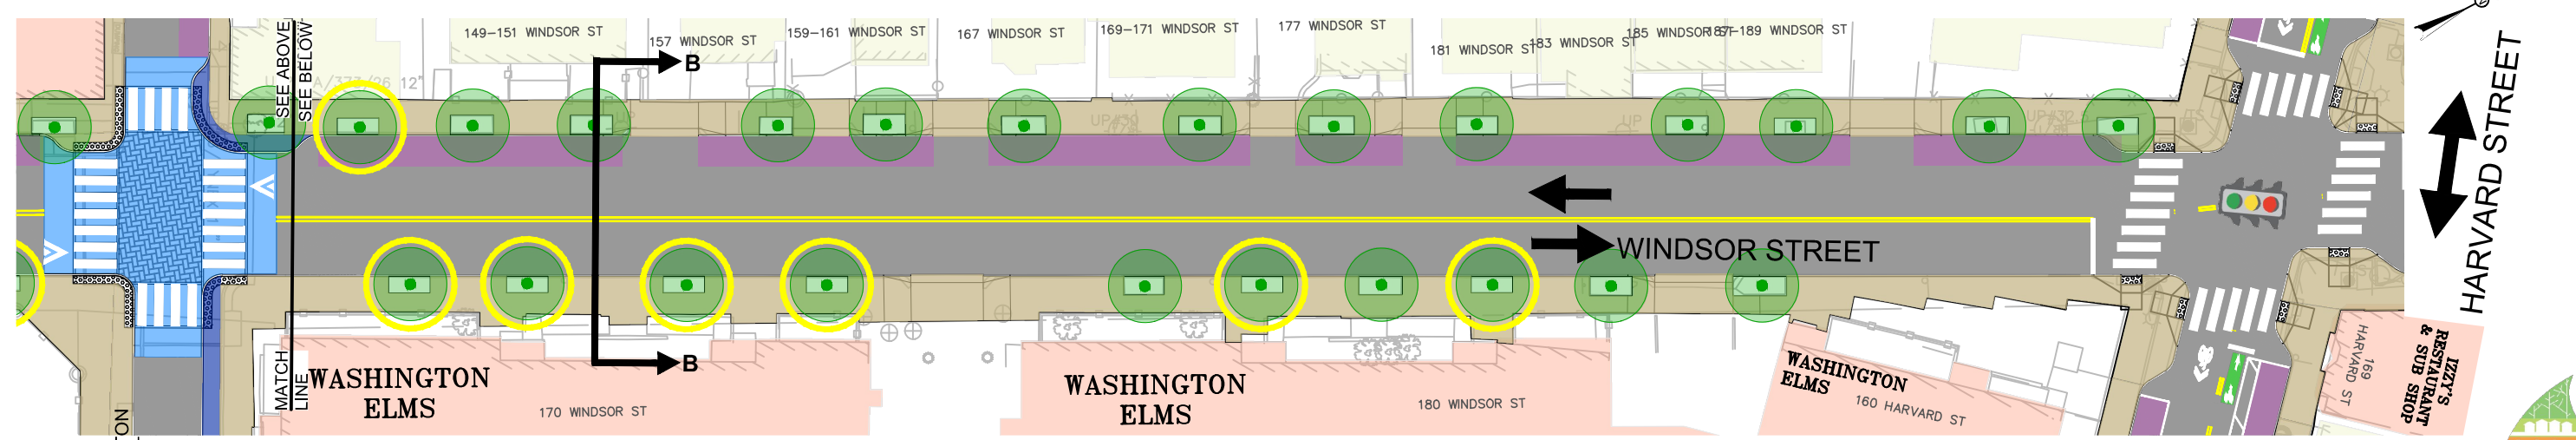 149-151 WINDSOR ST
157 WINDSOR ST
159-161 WINDSOR ST
167 WINDSOR ST
169-171 WINDSOR ST
177 WINDSOR ST
181 WINDSOR ST
183 WINDSOR ST
185 WINDSOR ST
187-189 WINDSOR ST
SEE ABOVE
SEE BELOW
B
UP
UP
HARVARD STREET
WINDSOR STREET
B
MATCH
LINE
WASHINGTON
ELMS
170 WINDSOR ST
WASHINGTON
ELMS
180 WINDSOR ST
WASHINGTON
ELMS
160 HARVARD ST
169
HARVARD ST
IZZY'S
RESTAURANT
& SUB SHOP
TON